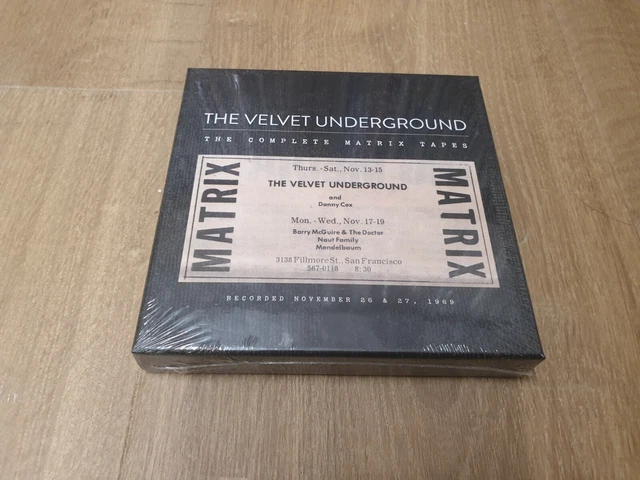 THE VELVET UNDERGROUND
THE COMPLETE MATRIX TAPES
MATRIX
Thurs.-Sat., Nov. 13-15
THE VELVET UNDERGROUND
and
Danny Cox
Mon.-Wed., Nov. 17-19
Barry McGuire & The Doctor
Naut Family
Mendelbaum
3138 Fillmore St., San Francisco
567-0118 8:30
MATRIX
RECORDED NOVEMBER 26 & 27, 1969